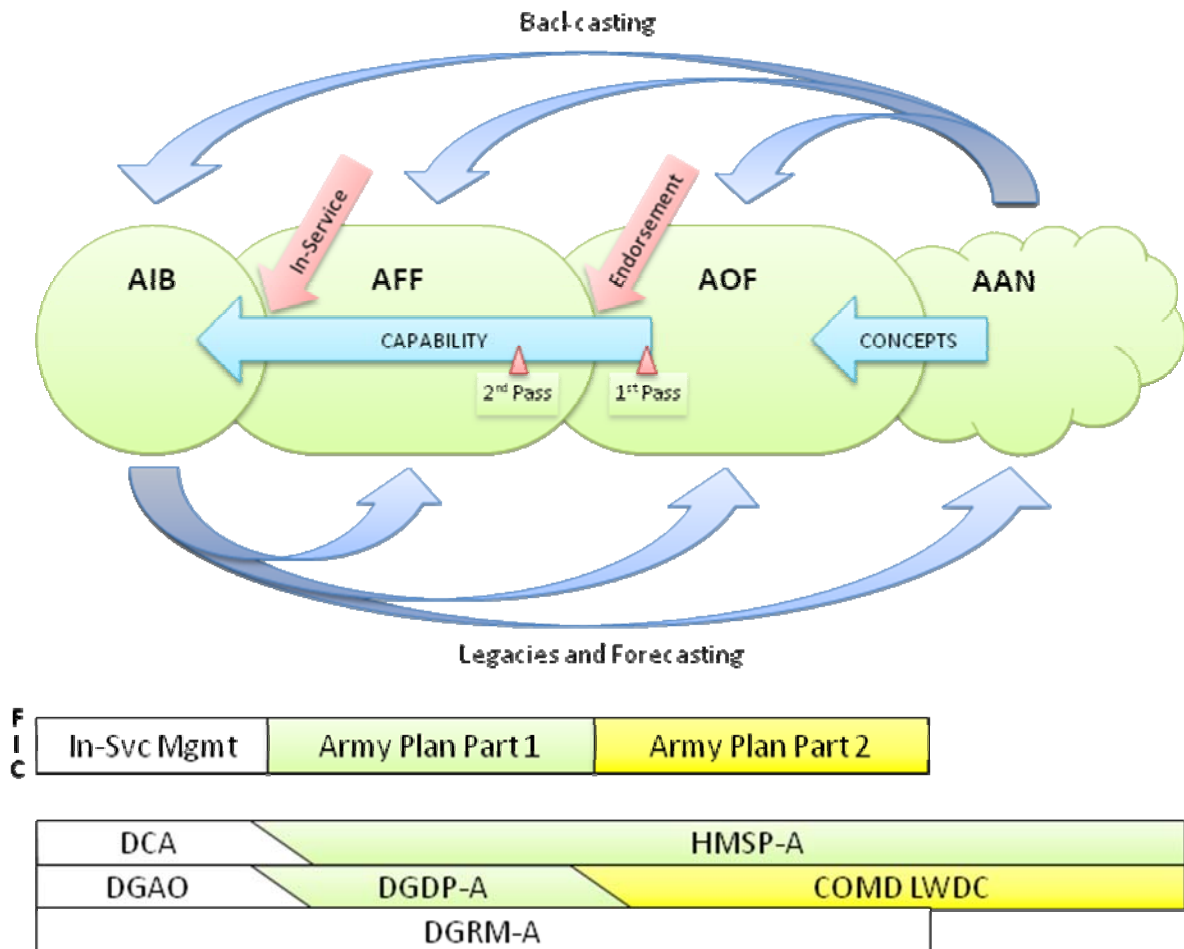 Back-casting
In-Service
Endorsement
AIB
AFF
AOF
AAN
CAPABILITY
CONCEPTS
2nd Pass
1st Pass
Legacies and Forecasting
FIC
In-Svc Mgmt
Army Plan Part 1
Army Plan Part 2
DCA
HMSP-A
DGAO
DGDP-A
COMD LWDC
DGRM-A